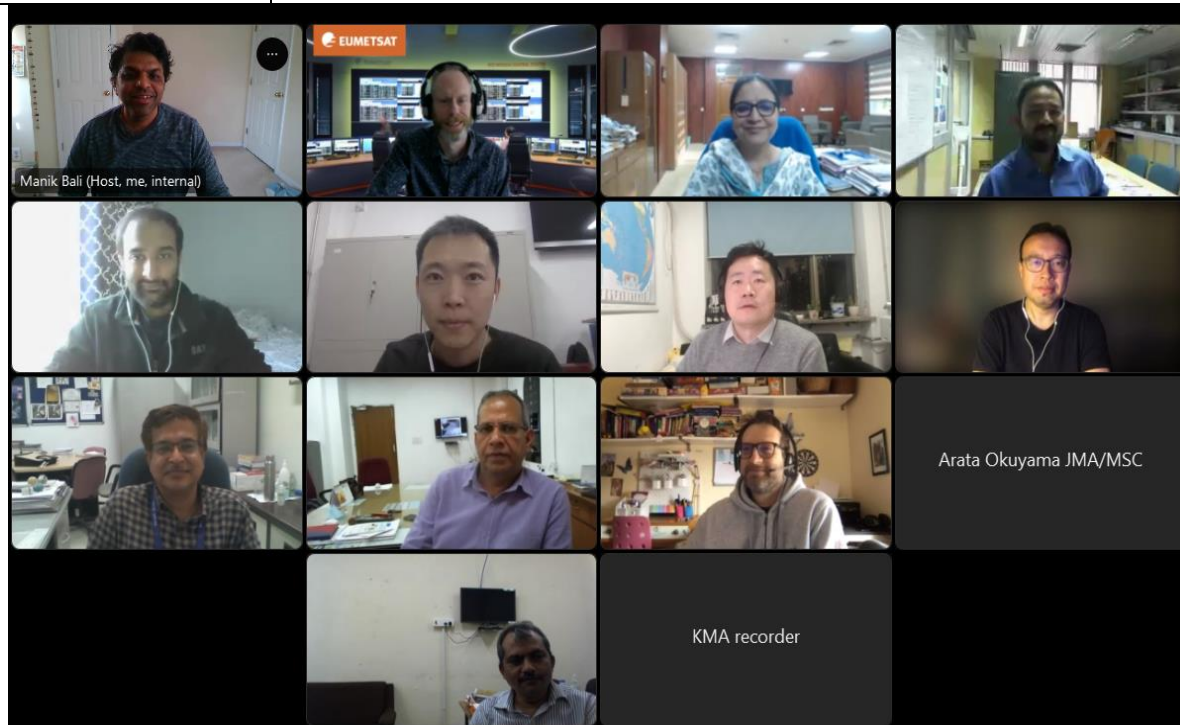 EUMETSAT
Manik Bali (Host, me, internal)
Arata Okuyama JMA/MSC
KMA recorder